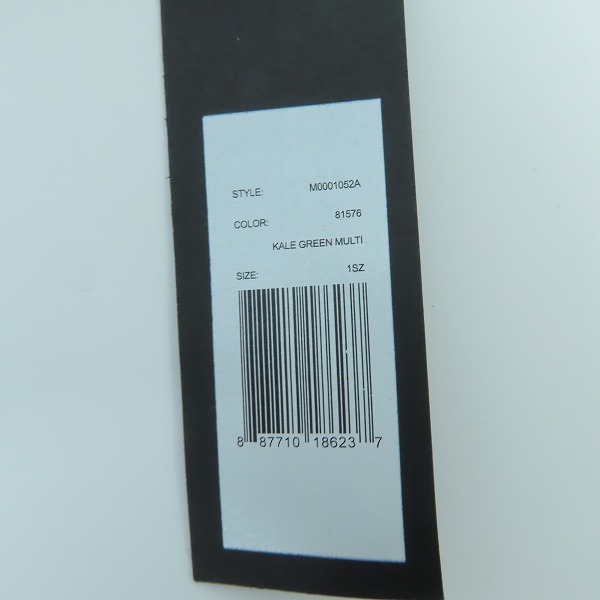 STYLE: M0001052A
COLOR: 81576
KALE GREEN MULTI
SIZE: 1SZ
8 87710 18623 7